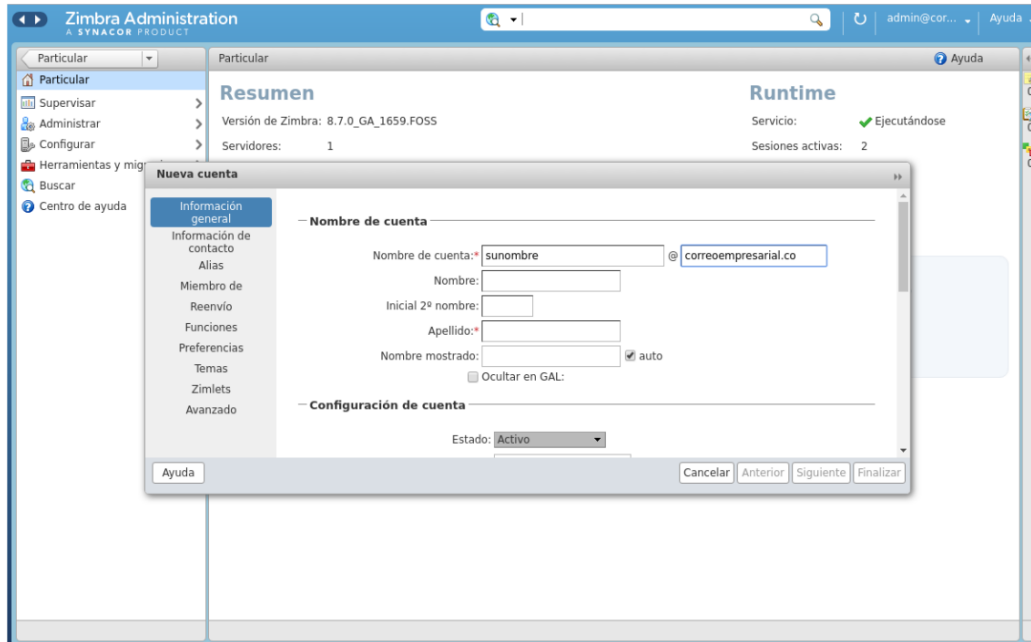 Zimbra Administration
A SYNACOR PRODUCT
admin@cor...
Ayuda
Particular
Particular
Ayuda
Particular
Supervisar
Administrar
Configurar
Herramientas y mig
Buscar
Centro de ayuda
Resumen
Runtime
Versión de Zimbra: 8.7.0_GA_1659.FOSS
Servicio: Ejecutándose
Servidores: 1
Sesiones activas: 2
Nueva cuenta
Información general
Información de contacto
Alias
Miembro de
Reenvío
Funciones
Preferencias
Temas
Zimlets
Avanzado
Nombre de cuenta
Nombre de cuenta:* sunombre @ correoempresarial.co
Nombre:
Inicial 2º nombre:
Apellido:*
Nombre mostrado: auto
Ocultar en GAL:
Configuración de cuenta
Estado: Activo
Ayuda
Cancelar Anterior Siguiente Finalizar